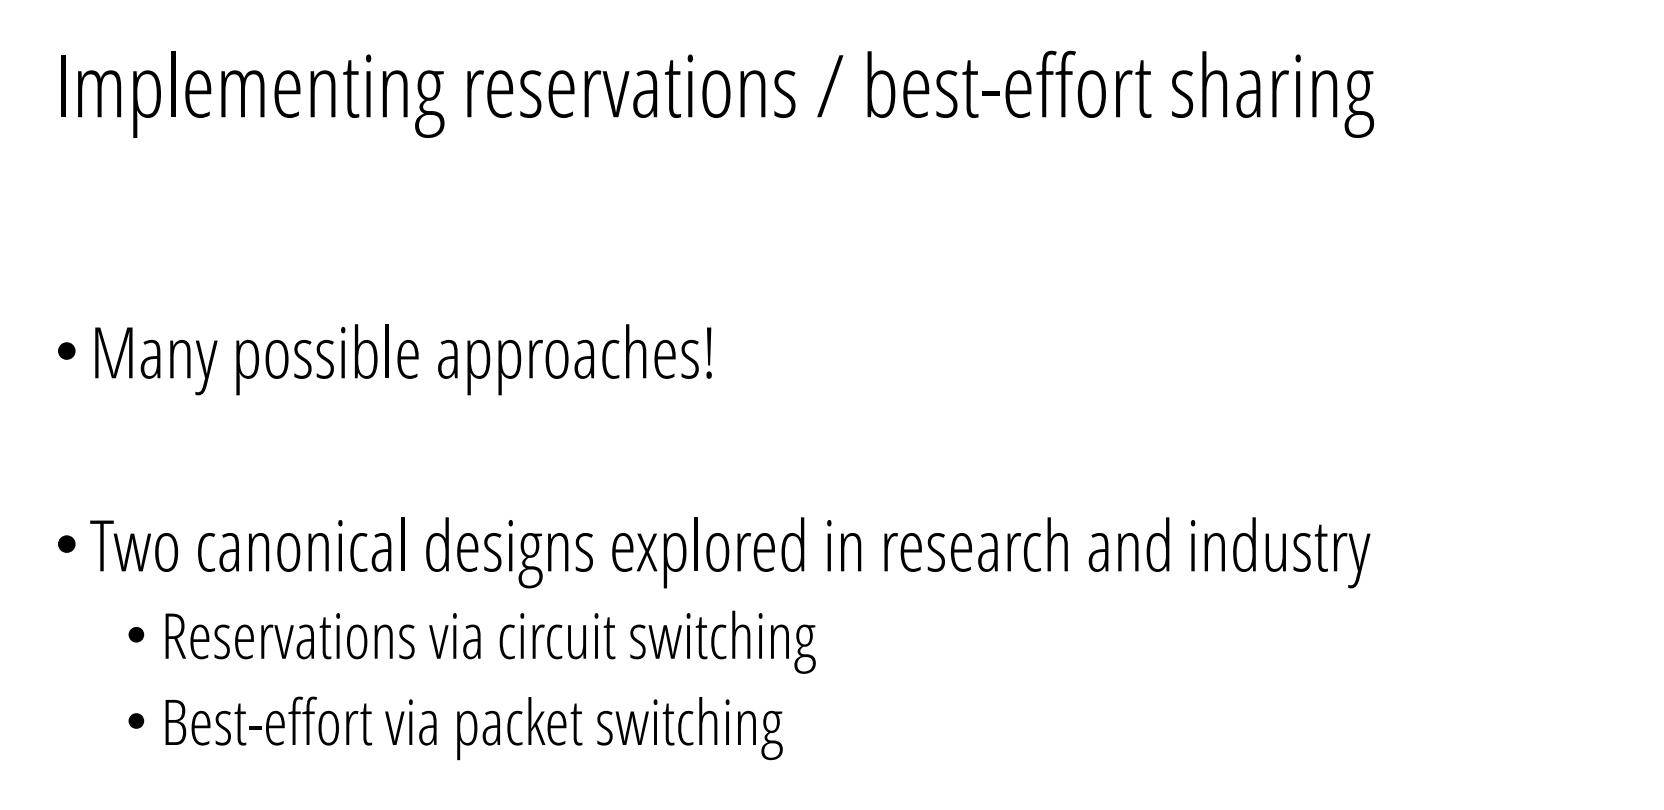 Implementing reservations / best-effort sharing
• Many possible approaches!
• Two canonical designs explored in research and industry
• Reservations via circuit switching
• Best-effort via packet switching